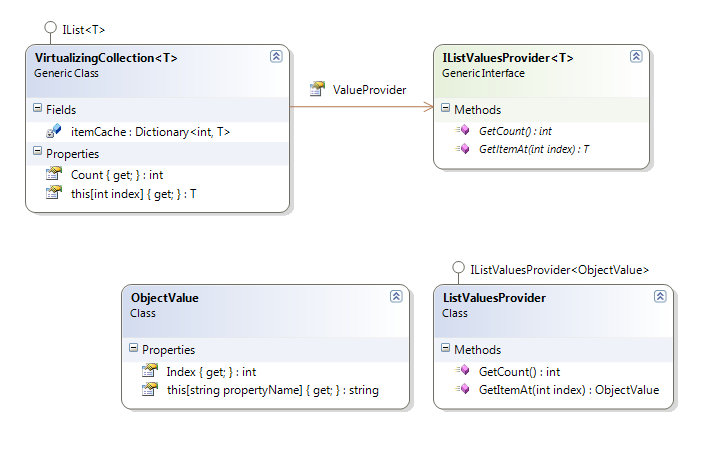 IList<T>
VirtualizingCollection<T>
Generic Class
Fields
itemCache : Dictionary<int, T>
Properties
Count { get; } : int
this[int index] { get; } : T
ValueProvider
IListValuesProvider<T>
Generic Interface
Methods
GetCount() : int
GetItemAt(int index) : T
ObjectValue
Class
Properties
Index { get; } : int
this[string propertyName] { get; } : string
IListValuesProvider<ObjectValue>
ListValuesProvider
Class
Methods
GetCount() : int
GetItemAt(int index) : ObjectValue